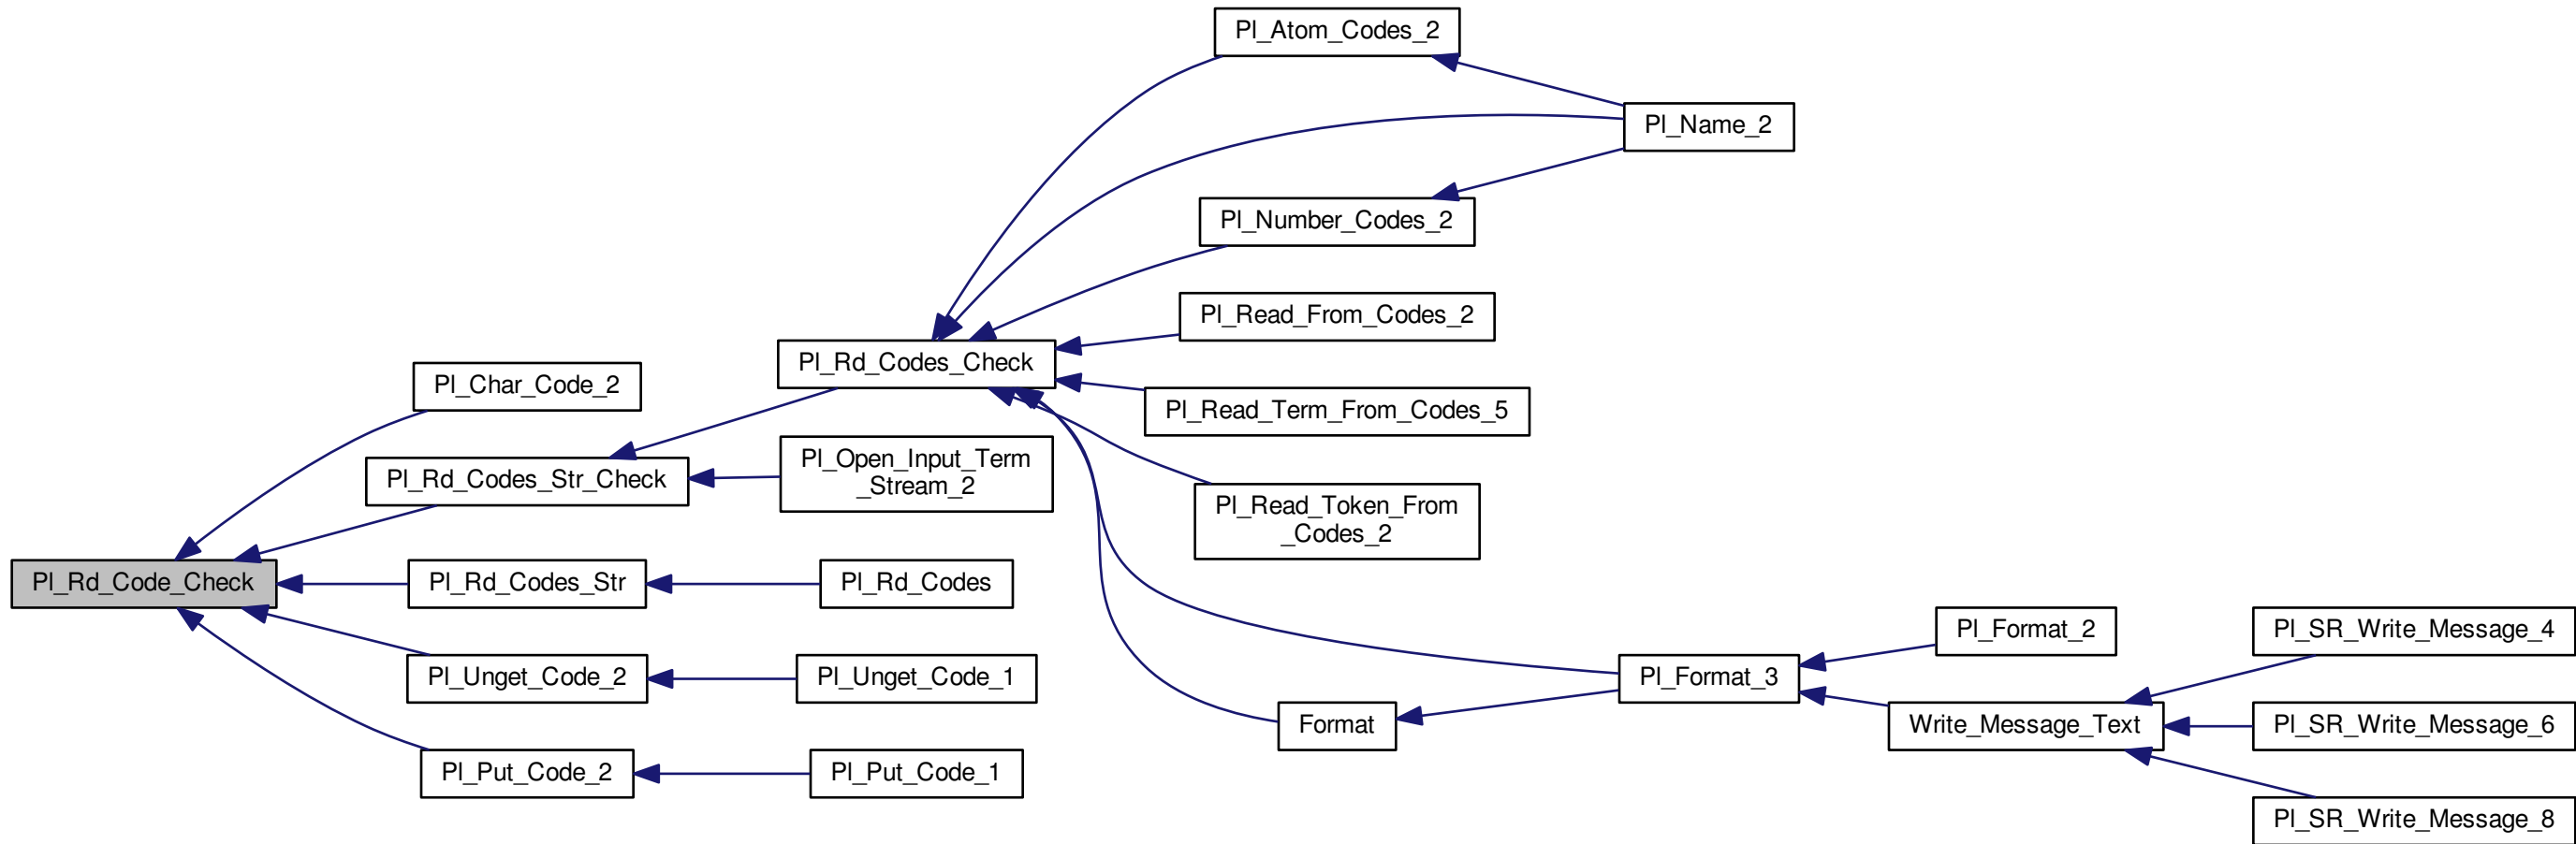 Pl_Atom_Codes_2
Pl_Name_2
Pl_Number_Codes_2
Pl_Read_From_Codes_2
Pl_Rd_Codes_Check
Pl_Char_Code_2
Pl_Read_Term_From_Codes_5
Pl_Open_Input_Term
_Stream_2
Pl_Rd_Codes_Str_Check
Pl_Read_Token_From
_Codes_2
Pl_Rd_Code_Check
Pl_Rd_Codes_Str
Pl_Rd_Codes
Pl_Format_2
Pl_SR_Write_Message_4
Pl_Unget_Code_2
Pl_Unget_Code_1
Pl_Format_3
Format
Write_Message_Text
Pl_SR_Write_Message_6
Pl_Put_Code_2
Pl_Put_Code_1
Pl_SR_Write_Message_8